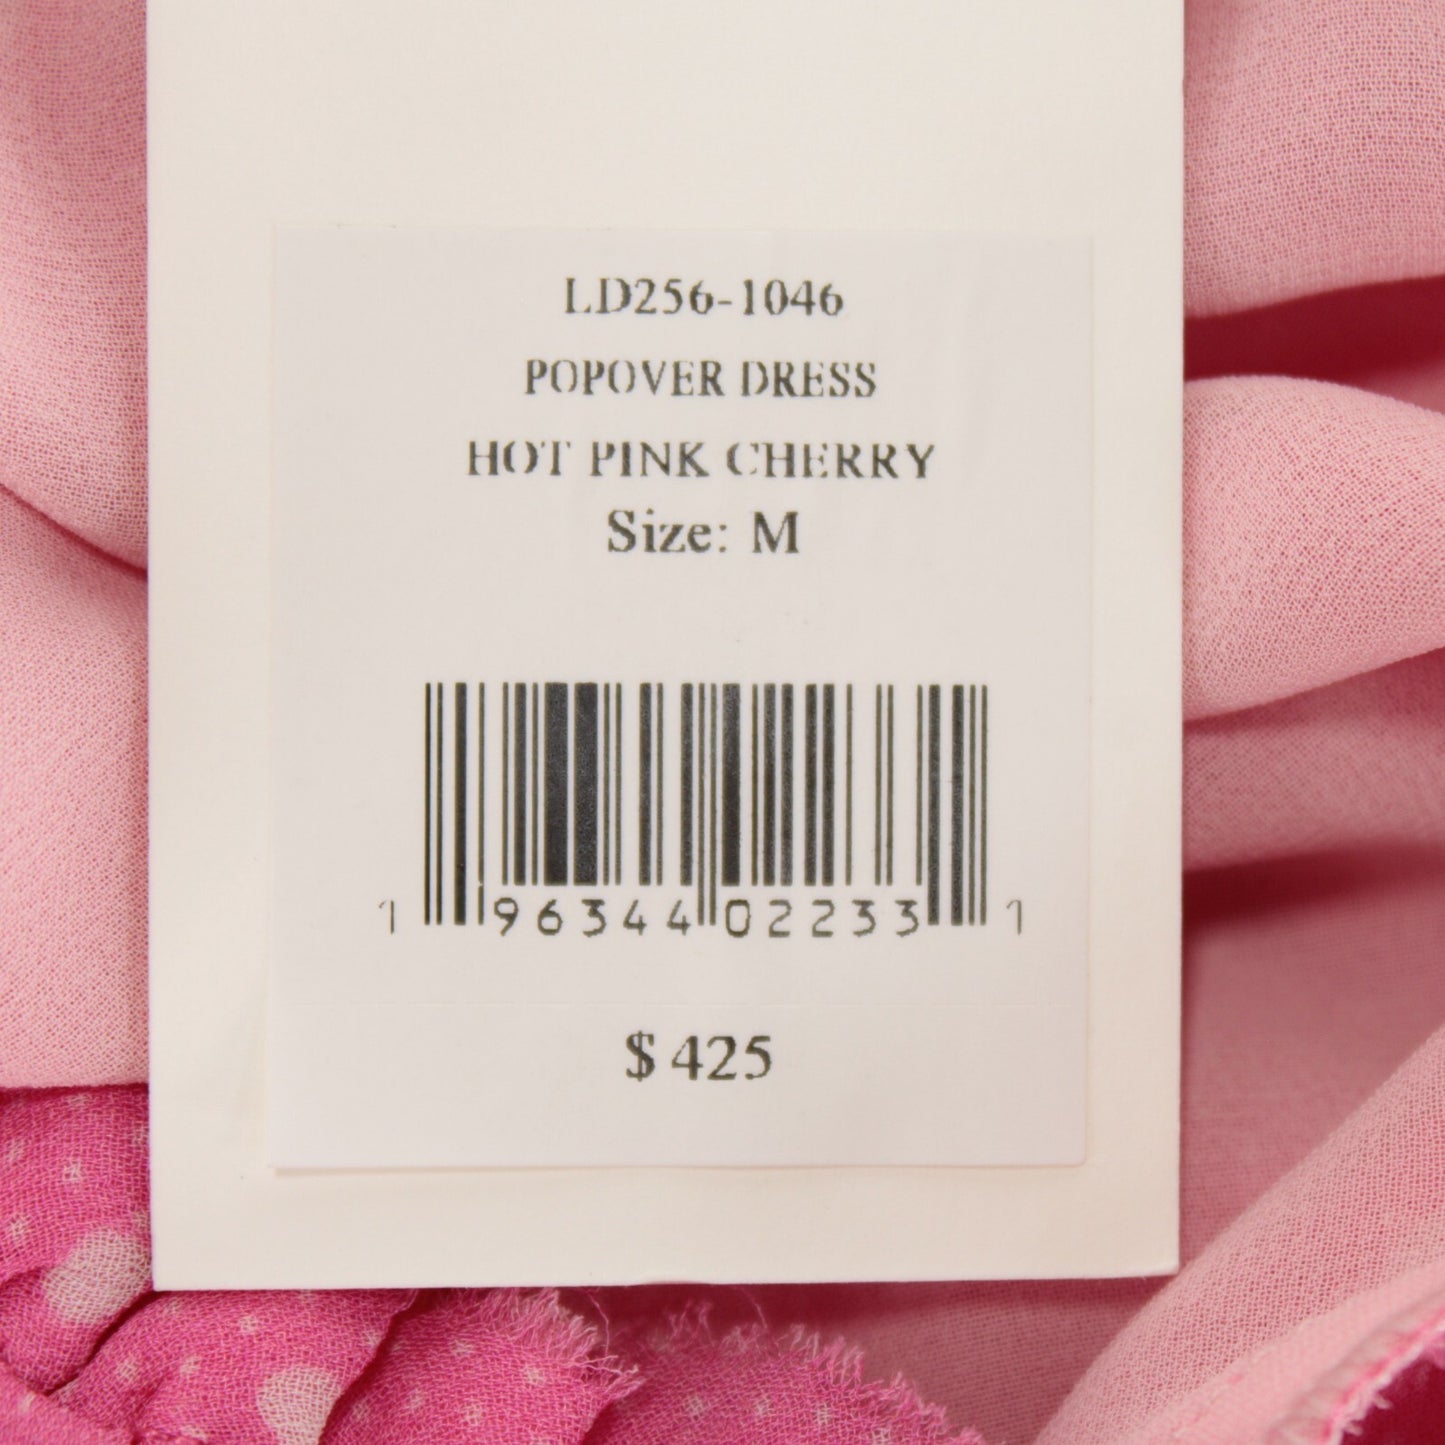 LD256-1046
POPOVER DRESS
HOT PINK CHERRY
Size: M
1 96344 02233 1
$ 425